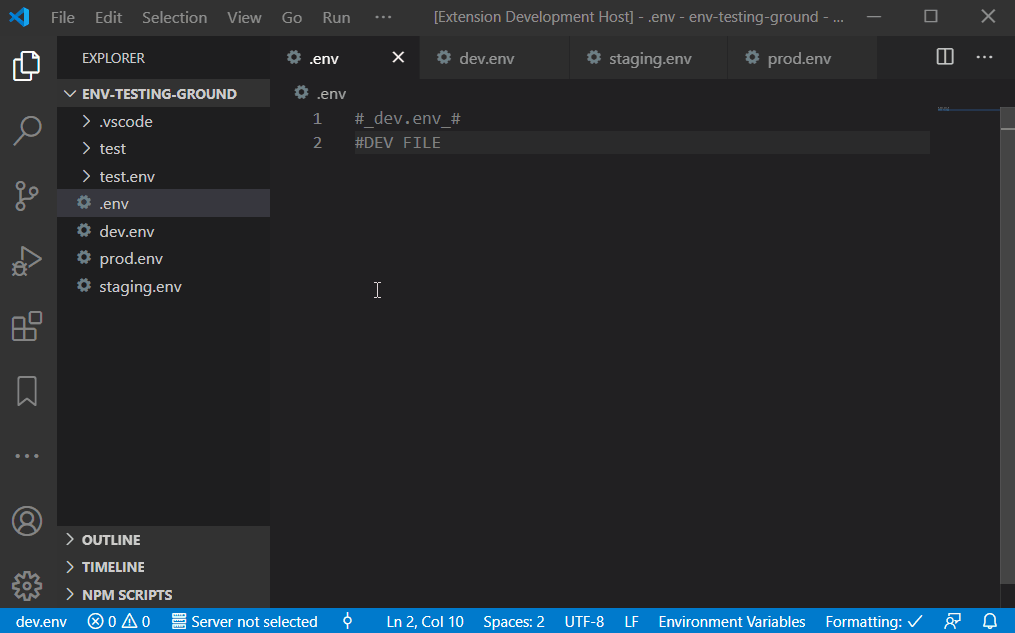 File Edit Selection View Go Run ··· [Extension Development Host] - .env - env-testing-ground - ...
EXPLORER
ENV-TESTING-GROUND
.vscode
test
test.env
.env
dev.env
prod.env
staging.env
OUTLINE
TIMELINE
NPM SCRIPTS
.env dev.env staging.env prod.env
.env
1 #_dev.env_#
2 #DEV FILE
dev.env 0 0 Server not selected Ln 2, Col 10 Spaces: 2 UTF-8 LF Environment Variables Formatting: ✓